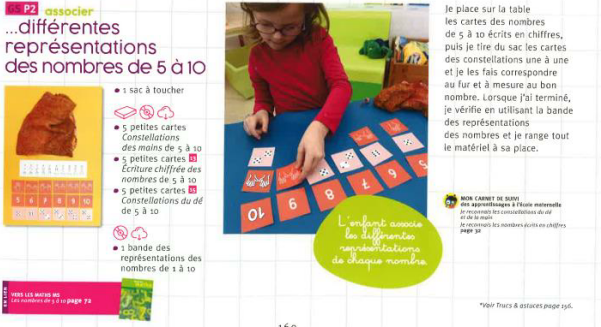 GS P2 associer
...différentes
représentations
des nombres de 5 à 10
1 sac à toucher
5 petites cartes
Constellations
des mains de 5 à 10
5 petites cartes
Écriture chiffrée des
nombres de 5 à 10
5 petites cartes
Constellations du dé
de 5 à 10
1 bande des
représentations des
nombres de 1 à 10
EN LIEN
VERS LES MATHS MS
Les nombres de 5 à 10 page 72
10
9
8
7
6
5
L'enfant associe
les différentes
représentations
de chaque nombre.
Je place sur la table
les cartes des nombres
de 5 à 10 écrits en chiffres,
puis je tire du sac les cartes
des constellations une à une
et je les fais correspondre
au fur et à mesure au bon
nombre. Lorsque j'ai terminé,
je vérifie en utilisant la bande
des représentations
des nombres et je range tout
le matériel à sa place.
MON CARNET DE SUIVI
des apprentissages à l'école maternelle
Je reconnais les constellations du dé
et de la main
Je reconnais les nombres écrits en chiffres
page 32
*Voir Trucs & astuces page 156.